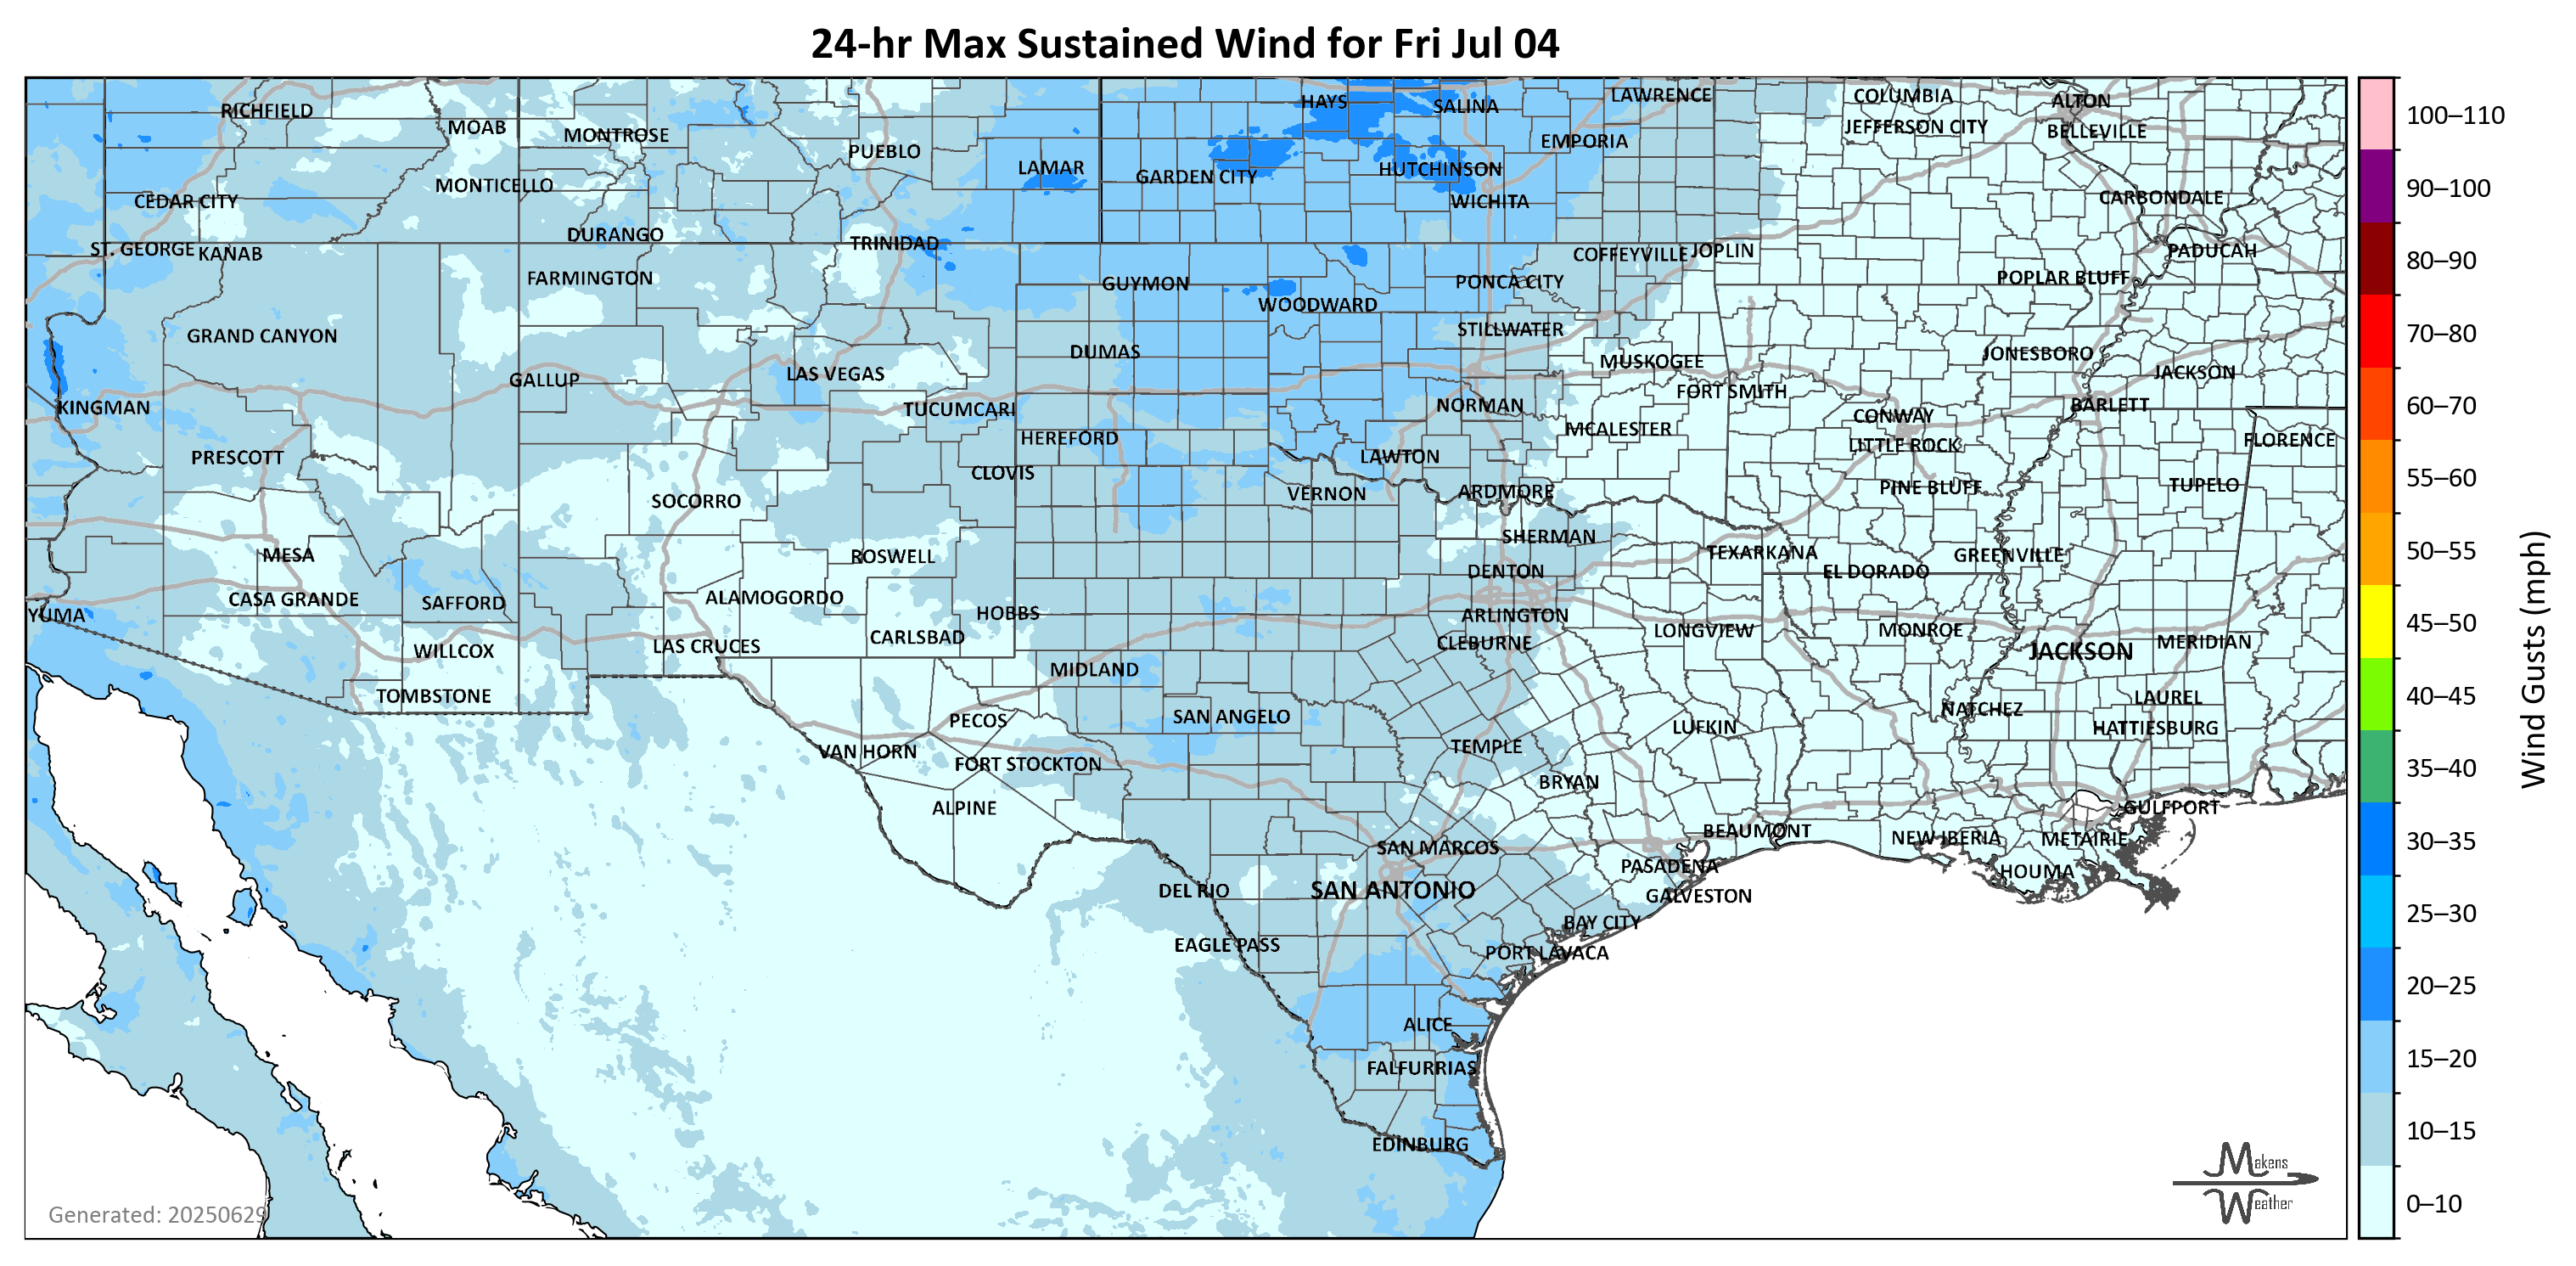 24-hr Max Sustained Wind for Fri Jul 04
RICHFIELD
MOAB
MONTROSE
PUEBLO
LAMAR
HAYS
SALINA
LAWRENCE
COLUMBIA
ALTON
EMPORIA
JEFFERSON CITY
BELLEVILLE
CEDAR CITY
MONTICELLO
GARDEN CITY
HUTCHINSON
WICHITA
CARBONDALE
ST. GEORGE
KANAB
DURANGO
TRINIDAD
COFFEYVILLE
JOPLIN
PADUCAH
FARMINGTON
GUYMON
WOODWARD
PONCA CITY
POPLAR BLUFF
GRAND CANYON
DUMAS
STILLWATER
MUSKOGEE
JONESBORO
KINGMAN
GALLUP
LAS VEGAS
TUCUMCARI
NORMAN
FORT SMITH
CONWAY
BARLETT
JACKSON
PRESCOTT
HEREFORD
CLOVIS
LAWTON
MCALESTER
LITTLE ROCK
FLORENCE
SOCORRO
VERNON
ARDMORE
PINE BLUFF
TUPELO
MESA
ROSWELL
SHERMAN
TEXARKANA
GREENVILLE
DENTON
EL DORADO
YUMA
CASA GRANDE
SAFFORD
ALAMOGORDO
HOBBS
ARLINGTON
WILLCOX
LAS CRUCES
CARLSBAD
CLEBURNE
LONGVIEW
MONROE
JACKSON
MERIDIAN
TOMBSTONE
MIDLAND
PECOS
SAN ANGELO
LUFKIN
NATCHEZ
LAUREL
HATTIESBURG
VAN HORN
FORT STOCKTON
TEMPLE
BRYAN
ALPINE
SAN MARCOS
BEAUMONT
NEW IBERIA
METAIRIE
GULFPORT
DEL RIO
SAN ANTONIO
PASADENA
GALVESTON
HOUMA
EAGLE PASS
BAY CITY
PORT LAVACA
ALICE
FALFURRIAS
EDINBURG
Generated: 20250629
Makens
Weather
100–110
90–100
80–90
70–80
60–70
55–60
50–55
45–50
40–45
35–40
30–35
25–30
20–25
15–20
10–15
0–10
Wind Gusts (mph)